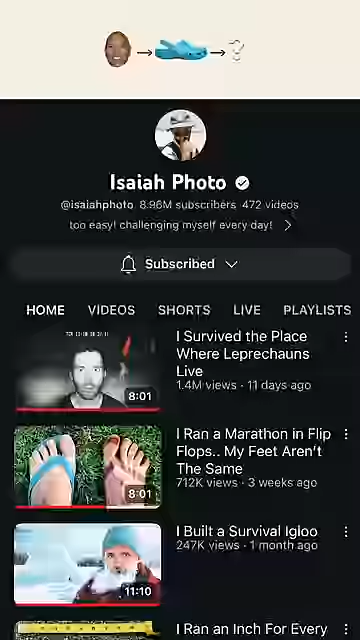 ?
Isaiah Photo
@isaiahphoto 8.96M subscribers 472 videos
too easy! challenging myself every day!
Subscribed
HOME VIDEOS SHORTS LIVE PLAYLISTS
I Survived the Place
Where Leprechauns
Live
1.4M views · 11 days ago
8:01
I Ran a Marathon in Flip
Flops.. My Feet Aren't
The Same
712K views · 3 weeks ago
8:01
I Built a Survival Igloo
247K views · 1 month ago
11:10
I Ran an Inch For Every